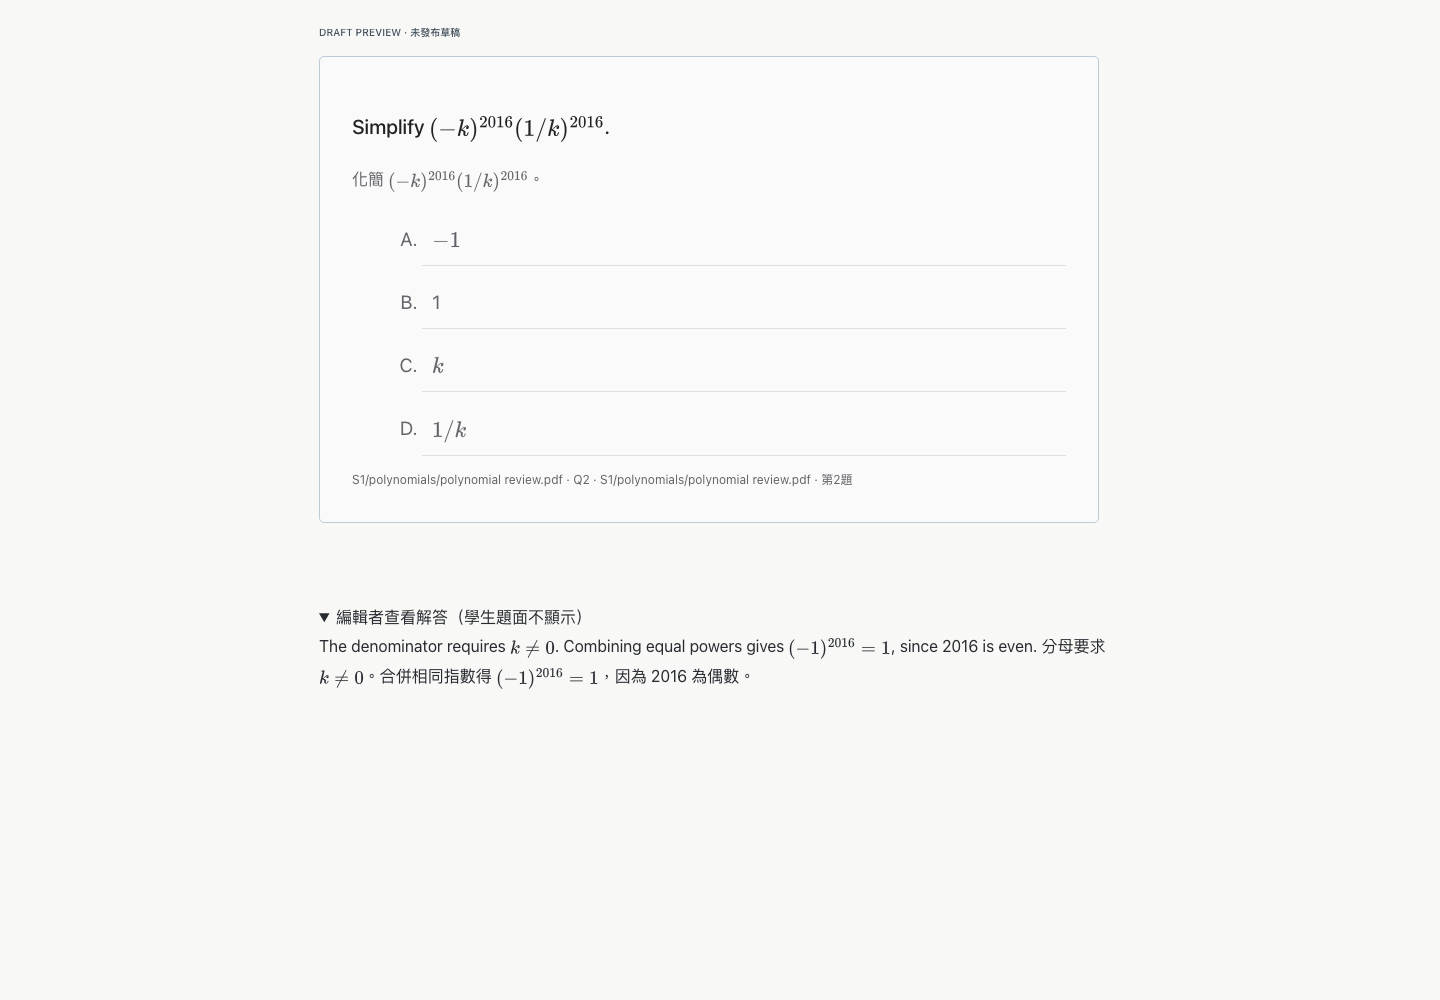 DRAFT PREVIEW · 未發布草稿
Simplify (−k)^2016(1/k)^2016.
化簡 (−k)^2016(1/k)^2016。
A. −1
B. 1
C. k
D. 1/k
S1/polynomials/polynomial review.pdf · Q2 · S1/polynomials/polynomial review.pdf · 第2題
▼ 編輯者查看解答（學生題面不顯示）
The denominator requires k ≠ 0. Combining equal powers gives (−1)^2016 = 1, since 2016 is even. 分母要求
k ≠ 0。合併相同指數得 (−1)^2016 = 1，因為 2016 為偶數。